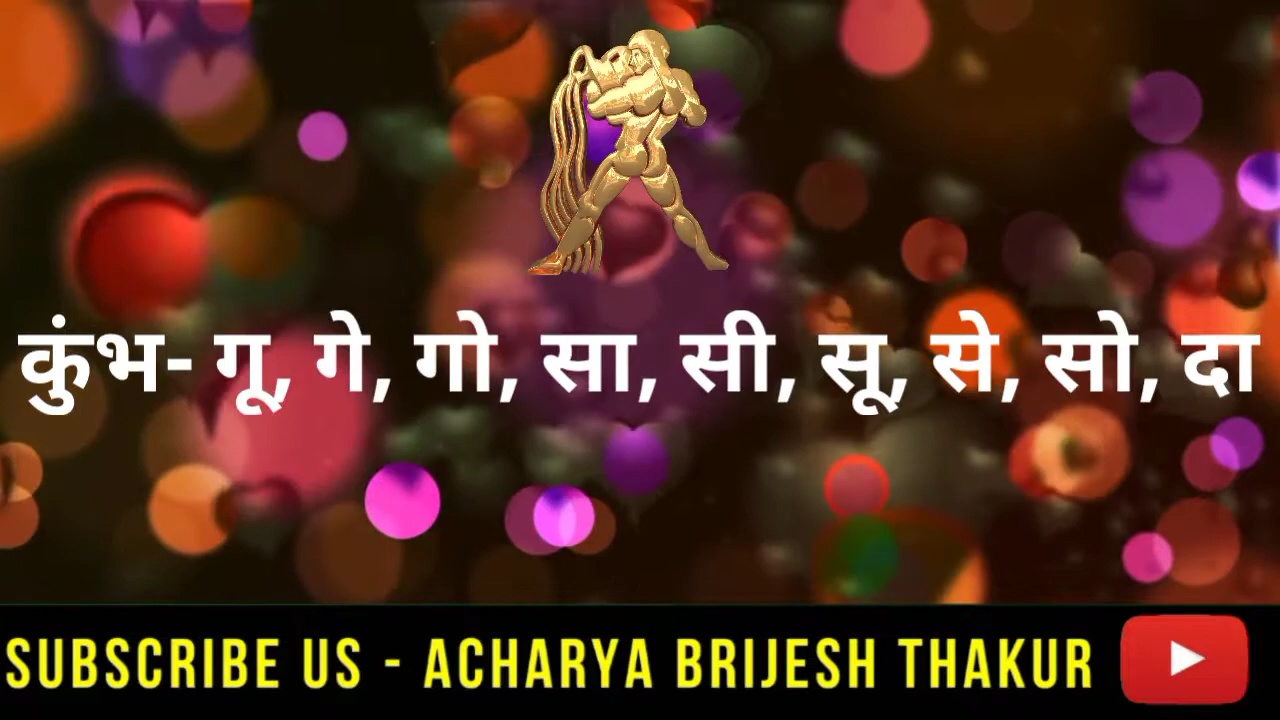 कुंभ- गू, गे, गो, सा, सी, सू, से, सो, दा
SUBSCRIBE US - ACHARYA BRIJESH THAKUR